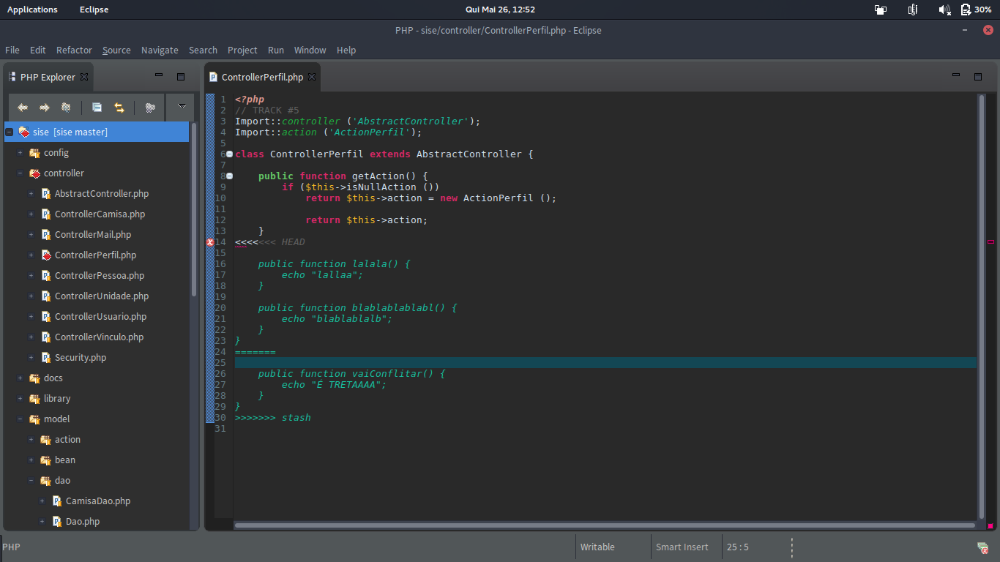 Applications Eclipse Qui Mai 26, 12:52 30%
PHP - sise/controller/ControllerPerfil.php - Eclipse
File Edit Refactor Source Navigate Search Project Run Window Help
PHP Explorer
sise [sise master]
config
controller
AbstractController.php
ControllerCamisa.php
ControllerMail.php
ControllerPerfil.php
ControllerPessoa.php
ControllerUnidade.php
ControllerUsuario.php
ControllerVinculo.php
Security.php
docs
library
model
action
bean
dao
CamisaDao.php
Dao.php
ControllerPerfil.php
1 <?php
2 // TRACK #5
3 Import::controller ('AbstractController');
4 Import::action ('ActionPerfil');
5
6 class ControllerPerfil extends AbstractController {
7
8     public function getAction() {
9         if ($this->isNullAction ())
10             return $this->action = new ActionPerfil ();
11
12             return $this->action;
13     }
14 <<<<<<< HEAD
15
16     public function lalala() {
17         echo "lallaa";
18     }
19
20     public function blablablablabl() {
21         echo "blablablalb";
22     }
23 }
24 =======
25
26     public function vaiConflitar() {
27         echo "É TRETAAAA";
28     }
29 }
30 >>>>>>> stash
31
PHP Writable Smart Insert 25 : 5